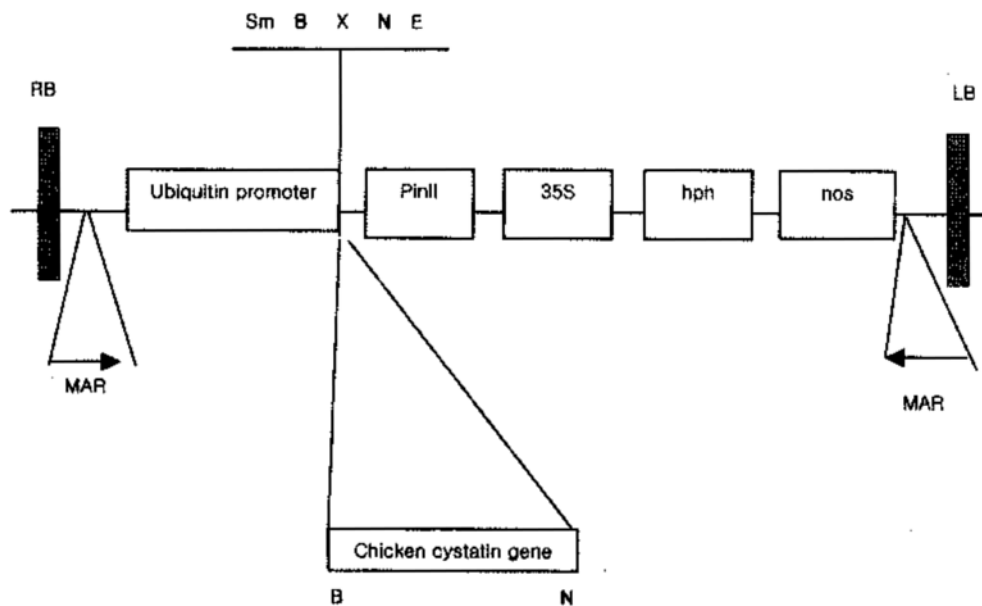 Sm B X N E
RB
LB
Ubiquitin promoter
PinII
35S
hph
nos
MAR
MAR
Chicken cystatin gene
B
N